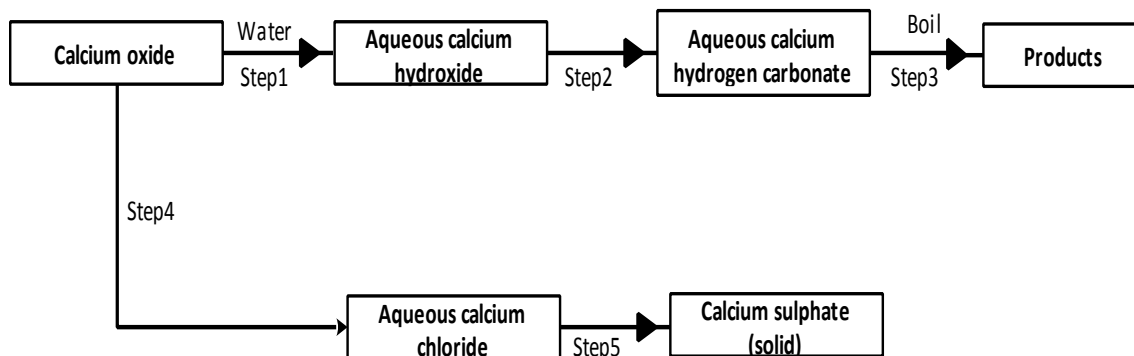 Water
Boil
Calcium oxide
Aqueous calcium
hydroxide
Aqueous calcium
hydrogen carbonate
Products
Step1
Step2
Step3
Step4
Aqueous calcium
chloride
Calcium sulphate
(solid)
Step5